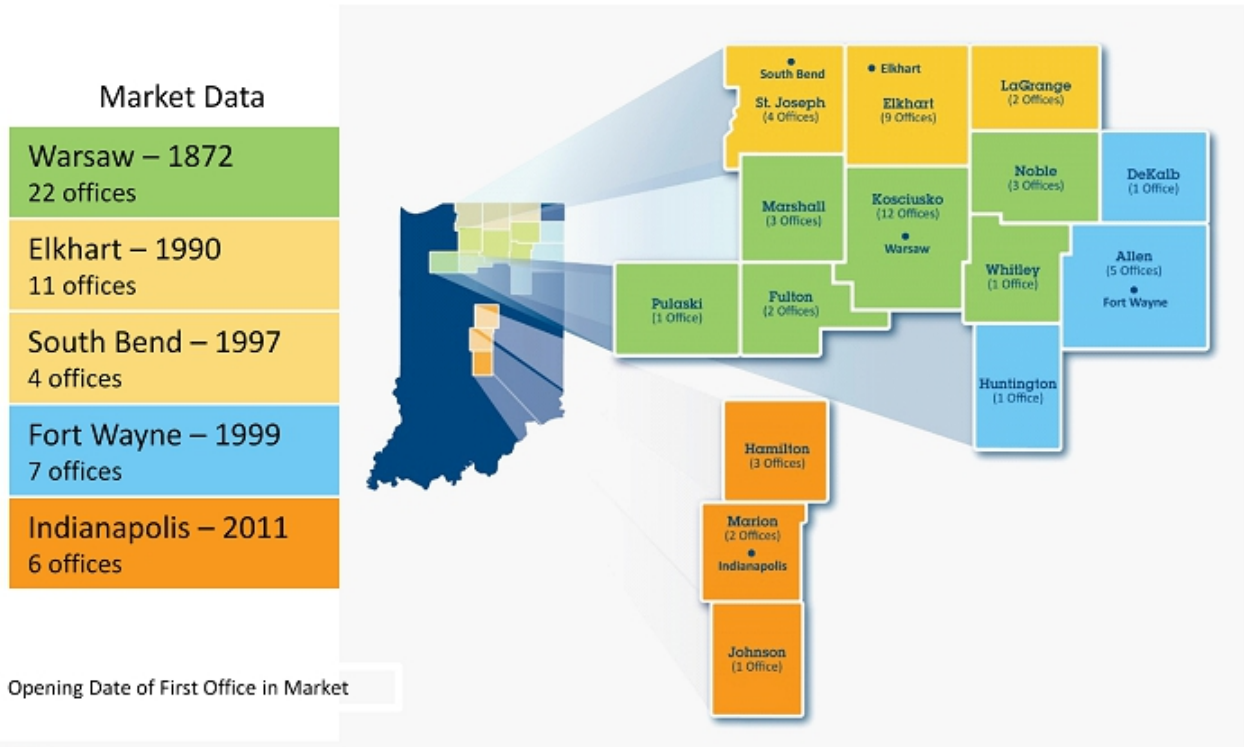 Market Data
Warsaw – 1872
22 offices
Elkhart – 1990
11 offices
South Bend – 1997
4 offices
Fort Wayne – 1999
7 offices
Indianapolis – 2011
6 offices
Opening Date of First Office in Market
South Bend
St. Joseph
(4 Offices)
Elkhart
Elkhart
(9 Offices)
LaGrange
(2 Offices)
Marshall
(3 Offices)
Kosciusko
(12 Offices)
Warsaw
Noble
(3 Offices)
DeKalb
(1 Office)
Pulaski
(1 Office)
Fulton
(2 Offices)
Whitley
(1 Office)
Allen
(5 Offices)
Fort Wayne
Huntington
(1 Office)
Hamilton
(3 Offices)
Marion
(2 Offices)
Indianapolis
Johnson
(1 Office)